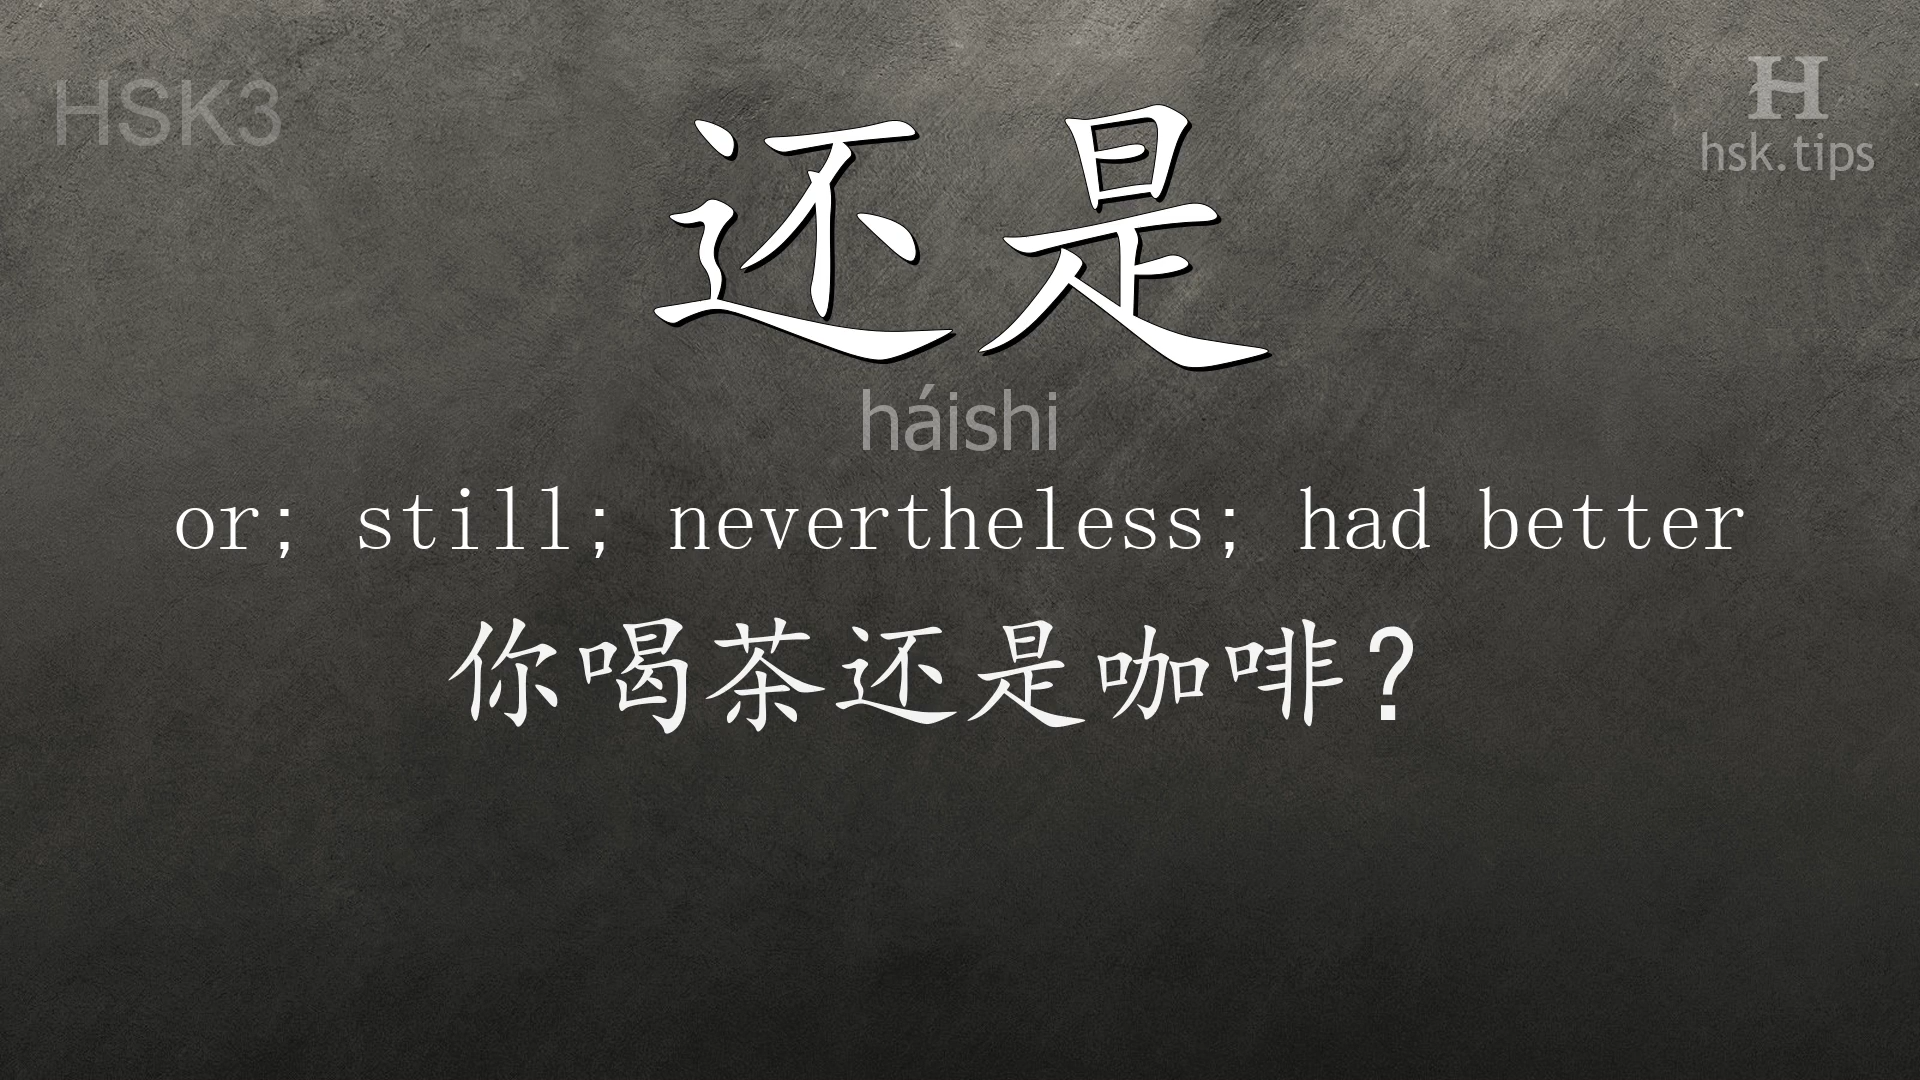 HSK3
H
hsk.tips
还是
háishi
or; still; nevertheless; had better
你喝茶还是咖啡？